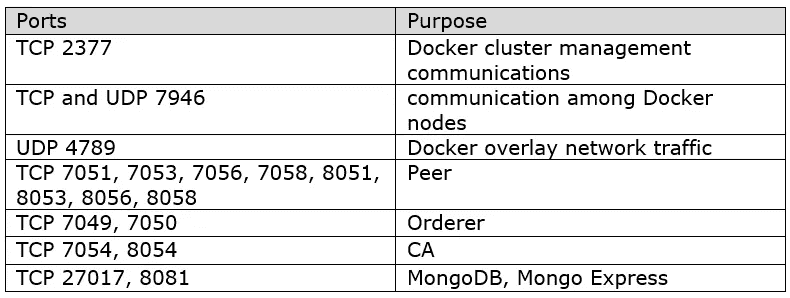 Ports Purpose
TCP 2377 Docker cluster management
communications
TCP and UDP 7946 communication among Docker
nodes
UDP 4789 Docker overlay network traffic
TCP 7051, 7053, 7056, 7058, 8051, Peer
8053, 8056, 8058
TCP 7049, 7050 Orderer
TCP 7054, 8054 CA
TCP 27017, 8081 MongoDB, Mongo Express